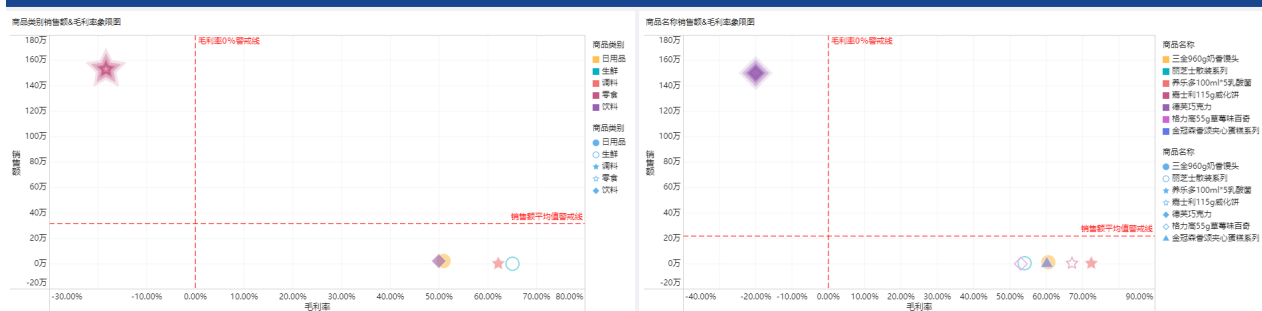 商品类别销售额&毛利率象限图
180万
160万
140万
120万
100万
80万
60万
40万
20万
0万
-20万
销售额
毛利率0%警戒线
销售额平均值警戒线
-30.00%
-10.00%
0.00%
10.00%
20.00%
30.00%
40.00%
50.00%
60.00%
70.00%
80.00%
毛利率
商品类别
日用品
生鲜
调料
零食
饮料
商品类别
日用品
生鲜
调料
零食
饮料
商品名称销售额&毛利率象限图
180万
160万
140万
120万
100万
80万
60万
40万
20万
0万
-20万
销售额
毛利率0%警戒线
销售额平均值警戒线
-40.00%
-20.00%
-10.00%
0.00%
10.00%
20.00%
30.00%
40.00%
50.00%
60.00%
70.00%
90.00%
毛利率
商品名称
三全960g奶香馒头
丽芝士散装系列
养乐多100ml*5乳酸菌
嘉士利115g威化饼
德芙巧克力
格力高55g草莓味百奇
金冠森香颂夹心蛋糕系列
商品名称
三全960g奶香馒头
丽芝士散装系列
养乐多100ml*5乳酸菌
嘉士利115g威化饼
德芙巧克力
格力高55g草莓味百奇
金冠森香颂夹心蛋糕系列